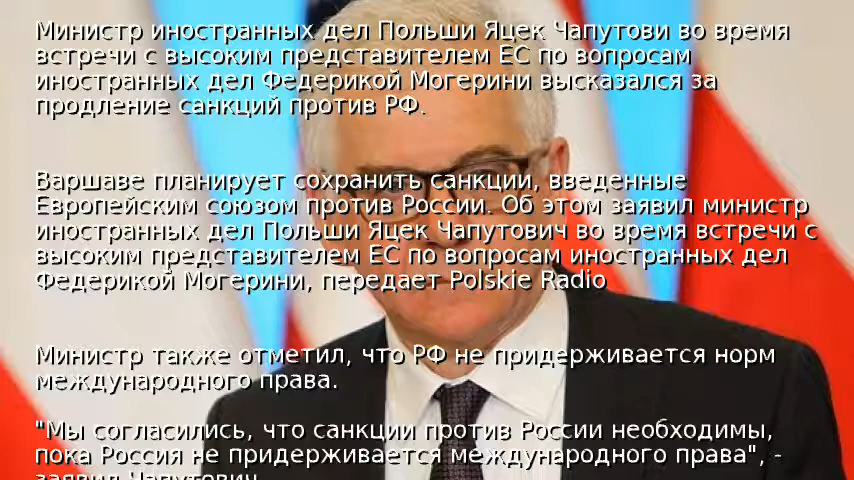 Министр иностранных дел Польши Яцек Чапутови во время
встречи с высоким представителем ЕС по вопросам
иностранных дел Федерикой Могерини высказался за
продление санкций против РФ.
Варшаве планирует сохранить санкции, введенные
Европейским союзом против России. Об этом заявил министр
иностранных дел Польши Яцек Чапутович во время встречи с
высоким представителем ЕС по вопросам иностранных дел
Федерикой Могерини, передает Polskie Radio
Министр также отметил, что РФ не придерживается норм
международного права.
"Мы согласились, что санкции против России необходимы,
пока Россия не придерживается международного права", -
заявил Чапутович